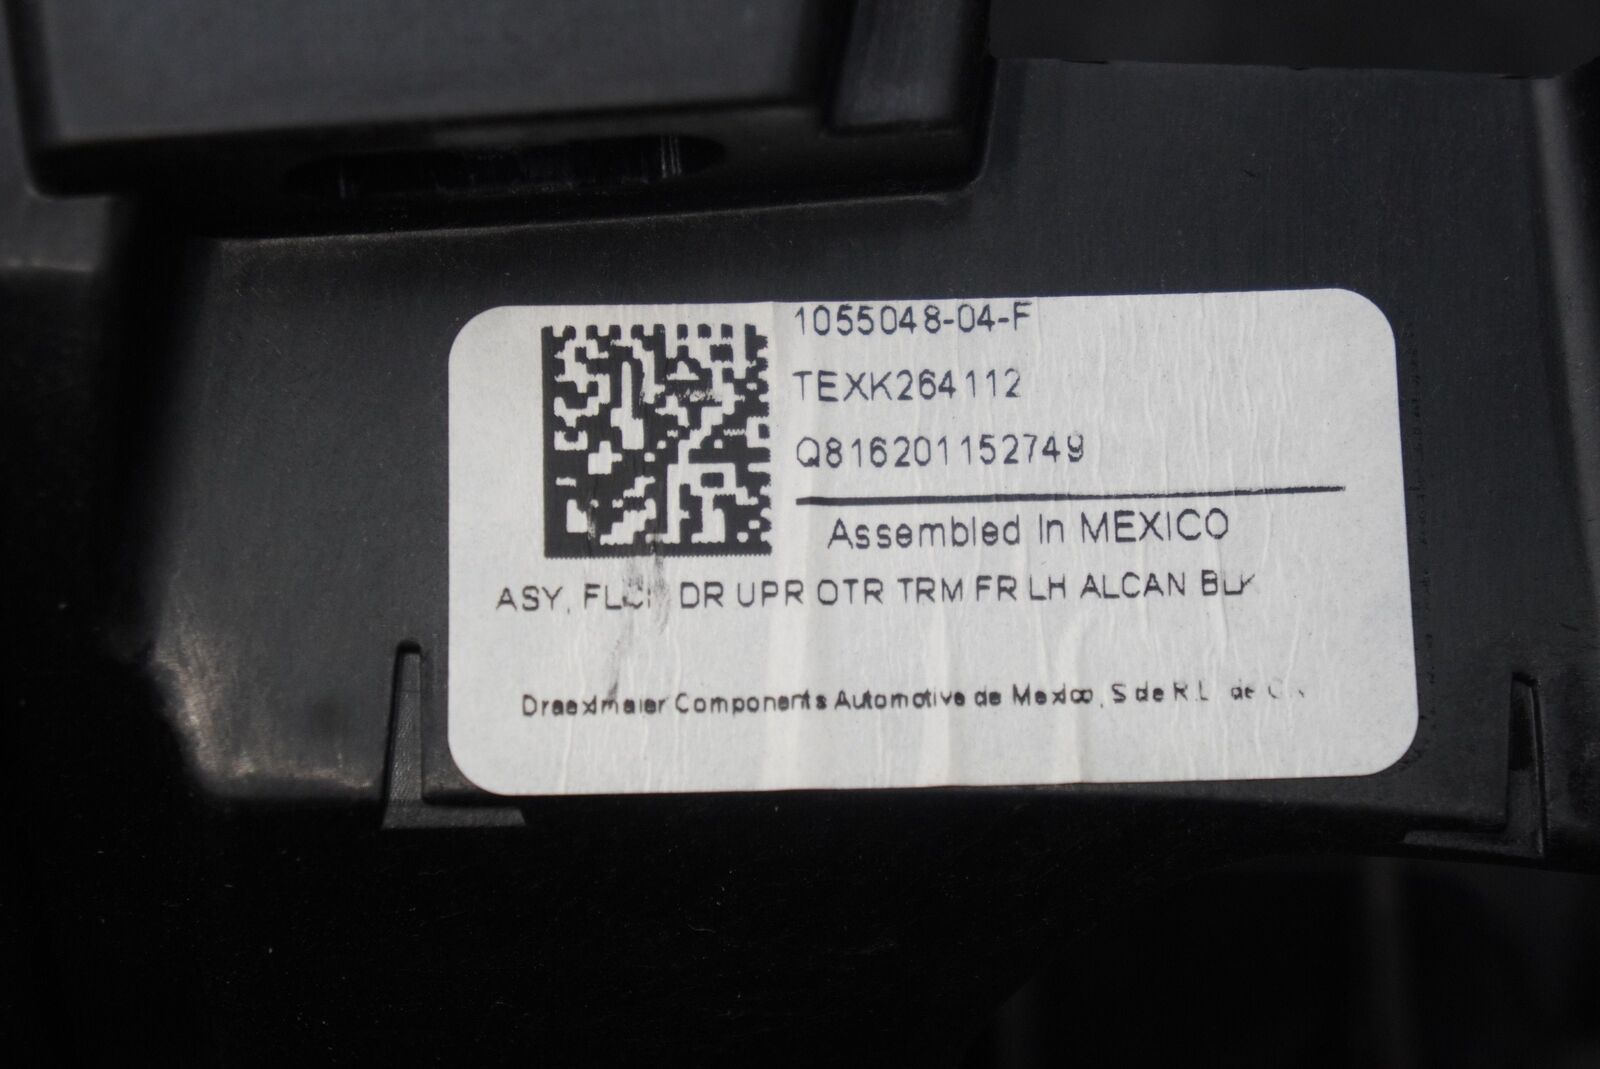 1055048-04-F
TEXK264112
Q816201152749
Assembled In MEXICO
ASY, DR UPR OTR TRM FR LH ALCAN BLK
Draexlmaier Components Automotive de Mexico, S de R.L. de